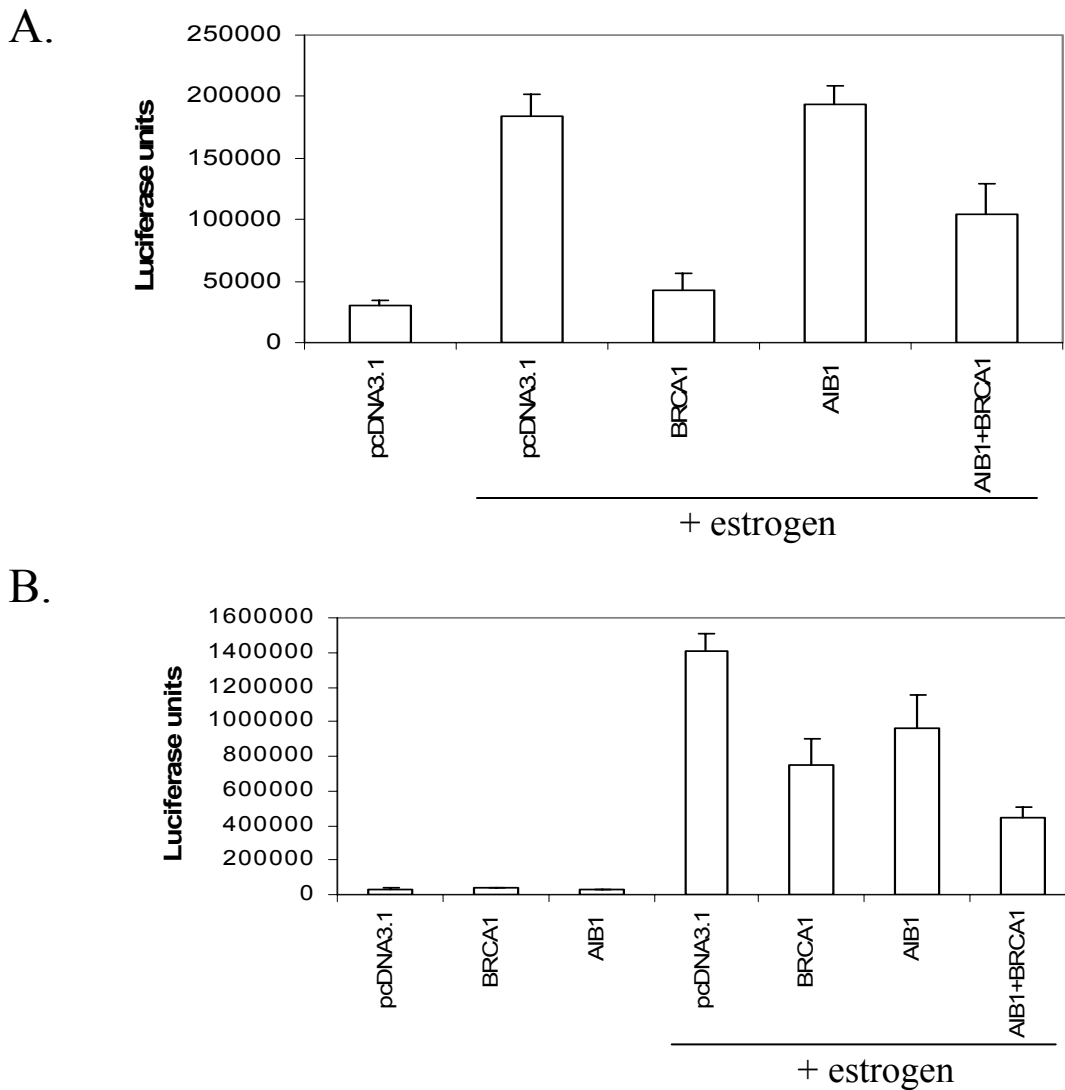 A.
Luciferase units
250000
200000
150000
100000
50000
0
pcDNA3.1
pcDNA3.1
BRCA1
AIB1
AIB1+BRCA1
+ estrogen
B.
Luciferase units
1600000
1400000
1200000
1000000
800000
600000
400000
200000
0
pcDNA3.1
BRCA1
AIB1
pcDNA3.1
BRCA1
AIB1
AIB1+BRCA1
+ estrogen